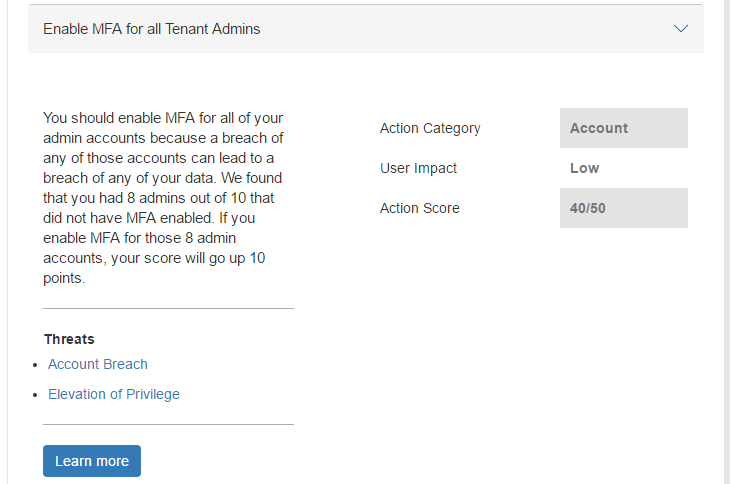 Enable MFA for all Tenant Admins
You should enable MFA for all of your
admin accounts because a breach of
any of those accounts can lead to a
breach of any of your data. We found
that you had 8 admins out of 10 that
did not have MFA enabled. If you
enable MFA for those 8 admin
accounts, your score will go up 10
points.
Threats
Account Breach
Elevation of Privilege
Learn more
Action Category Account
User Impact Low
Action Score 40/50